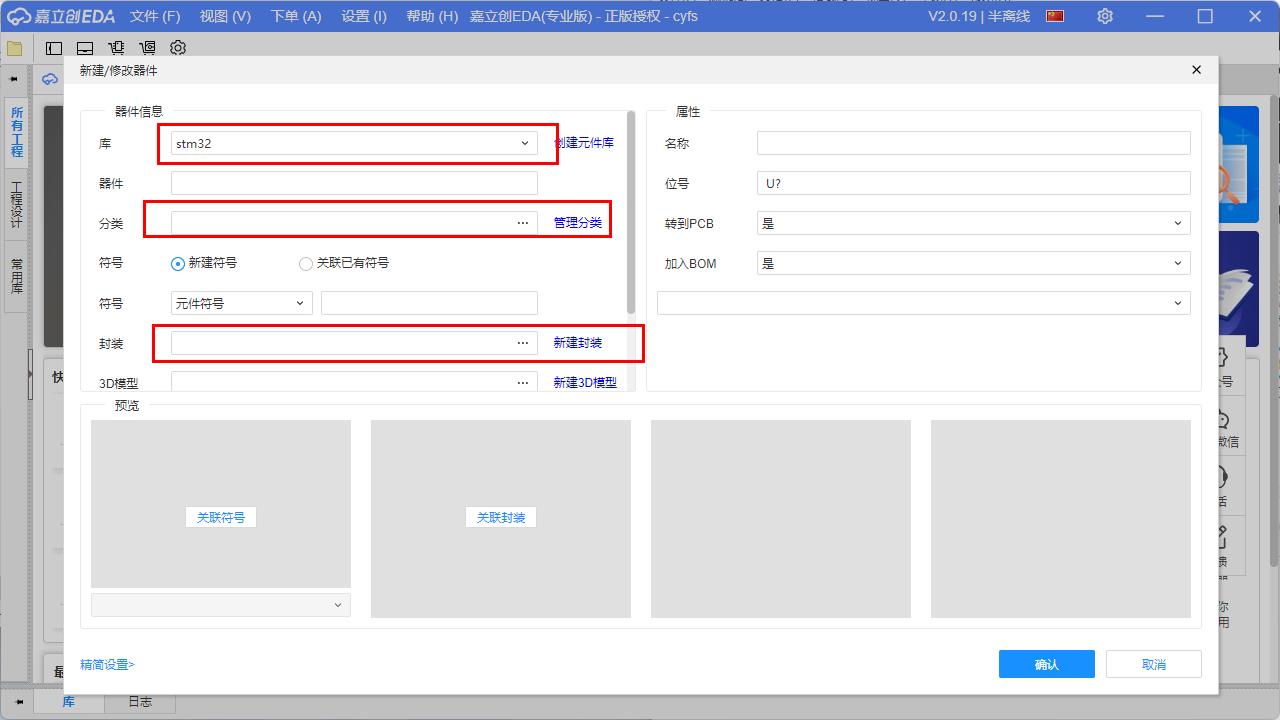 嘉立创EDA 文件 (F) 视图 (V) 下单 (A) 设置 (I) 帮助 (H) 嘉立创EDA(专业版) - 正版授权 - cyfs V2.0.19 | 半离线
新建/修改器件
所有工程
工程设计
常用库
器件信息
库 stm32 创建元件库
器件
分类 ... 管理分类
符号 新建符号 关联已有符号
符号 元件符号
封装 ... 新建封装
3D模型 ... 新建3D模型
属性
名称
位号 U?
转到PCB 是
加入BOM 是
预览
关联符号 关联封装
精简设置>
确认 取消
快
号
微信
你
用
库 日志